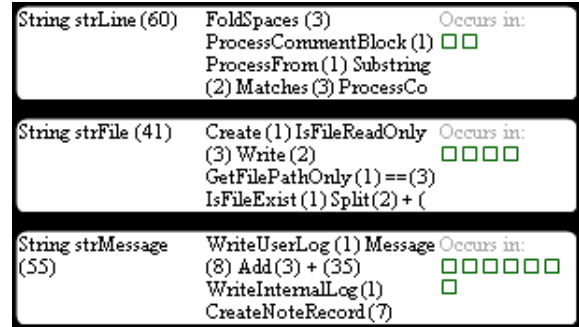 String strLine (60)
FoldSpaces (3)
ProcessCommentBlock (1)
ProcessFrom (1) Substring
(2) Matches (3) ProcessCo
Occurs in:
String strFile (41)
Create (1) IsFileReadOnly
(3) Write (2)
GetFilePathOnly (1) == (3)
IsFileExist (1) Split (2) + (
Occurs in:
String strMessage
(55)
WriteUserLog (1) Message
(8) Add (3) + (35)
WriteInternalLog (1)
CreateNoteRecord (7)
Occurs in: